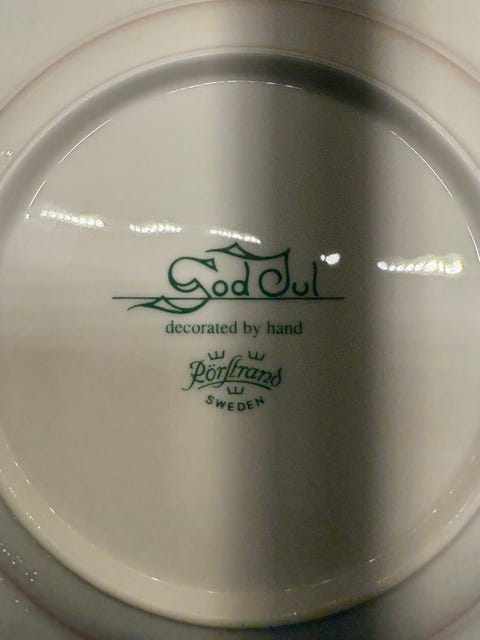 God Jul
decorated by hand
Rörstrand
SWEDEN